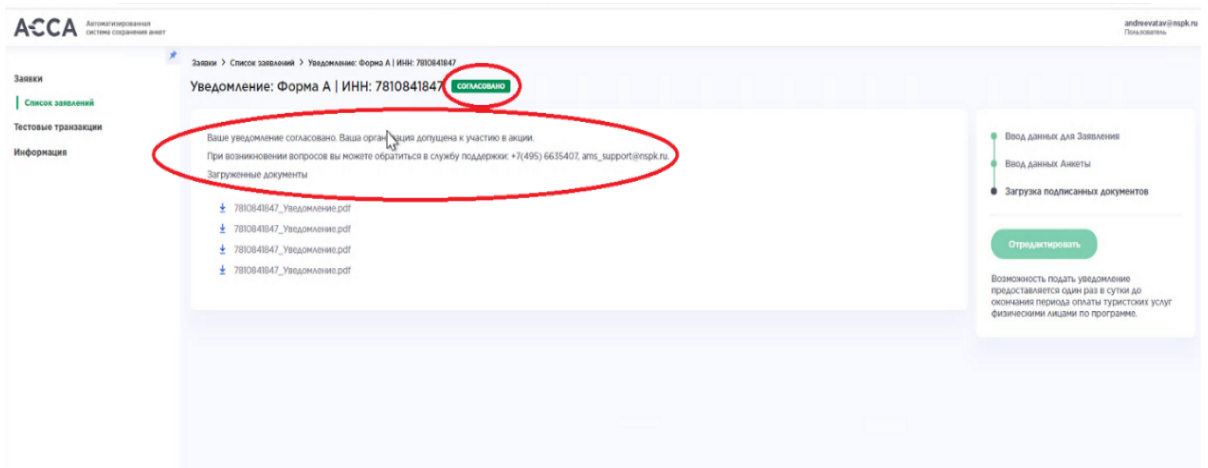 АССА Автоматизированная
система сохранения анкет
andreevatav@nspk.ru
Пользователь
Заявки
Список заявлений
Тестовые транзакции
Информация
Заявки > Список заявлений > Уведомление: Форма А | ИНН: 7810841847
Уведомление: Форма А | ИНН: 7810841847 СОГЛАСОВАНО
Ваше уведомление согласовано. Ваша организация допущена к участию в акции.
При возникновении вопросов вы можете обратиться в службу поддержки: +7(495) 6635407, ams_support@nspk.ru.
Загруженные документы
7810841847_Уведомление.pdf
7810841847_Уведомление.pdf
7810841847_Уведомление.pdf
7810841847_Уведомление.pdf
Ввод данных для Заявления
Ввод данных Анкеты
Загрузка подписанных документов
Отредактировать
Возможность подать уведомление
предоставляется один раз в сутки до
окончания периода оплаты туристских услуг
физическими лицами по программе.